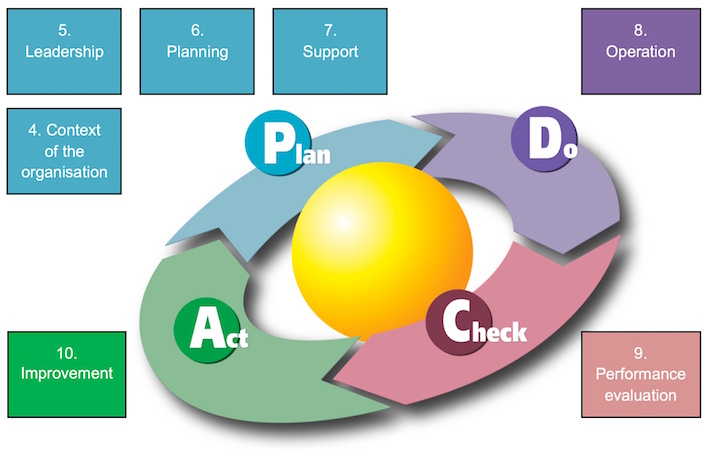 5.
Leadership
6.
Planning
7.
Support
8.
Operation
4. Context
of the
organisation
Plan
Do
Act
Check
10.
Improvement
9.
Performance
evaluation